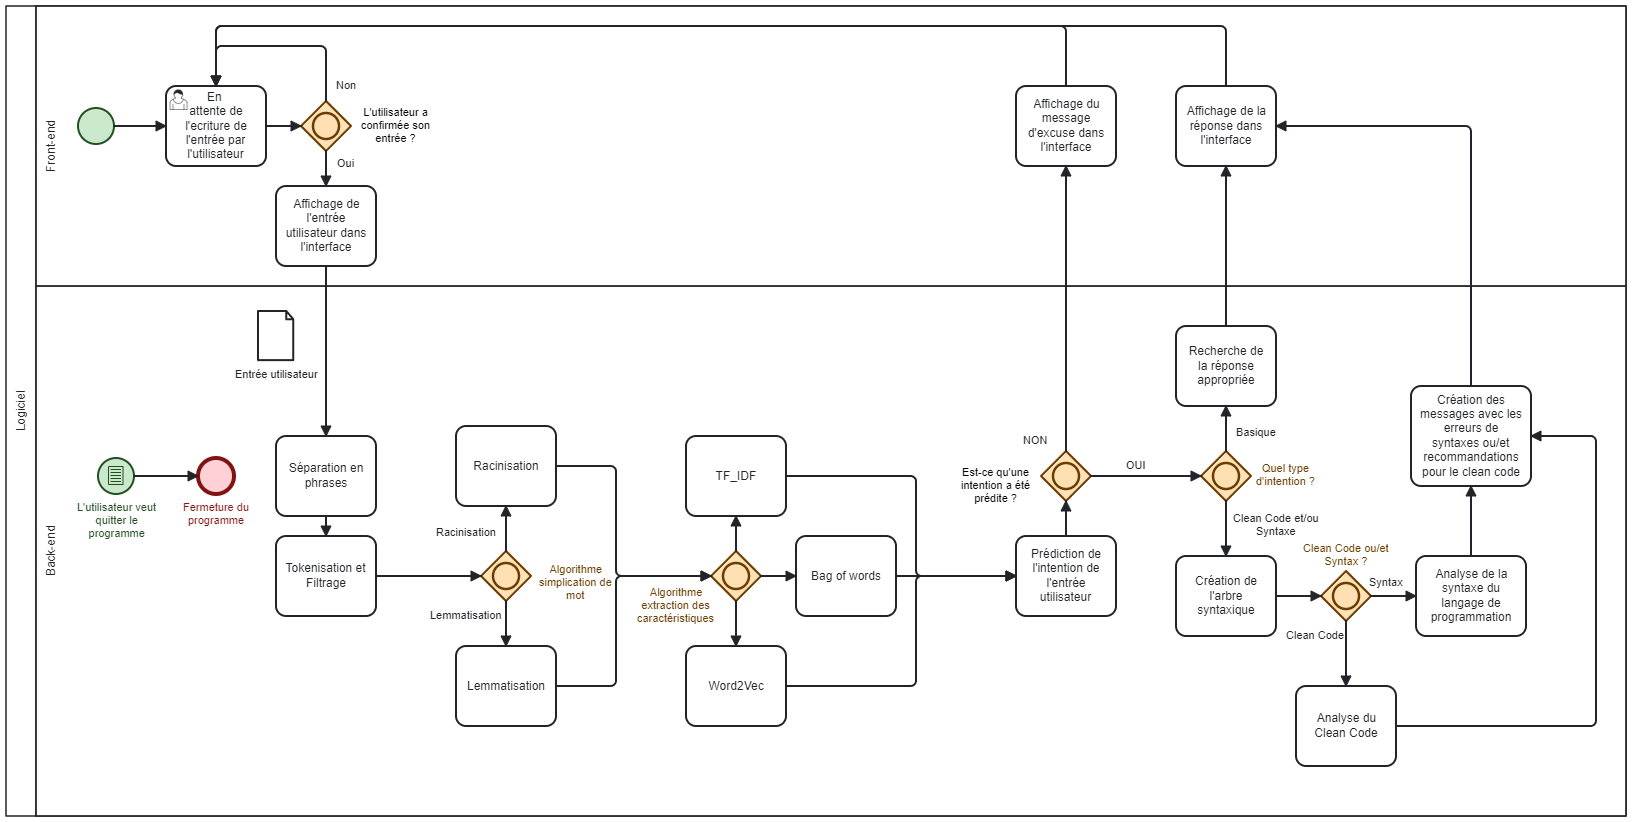 Logiciel
Front-end
En
attente de
l'ecriture de
l'entrée par
l'utilisateur
Non
L'utilisateur a
confirmée son
entrée ?
Oui
Affichage de
l'entrée
utilisateur dans
l'interface
Affichage du
message
d'excuse dans
l'interface
Affichage de la
réponse dans
l'interface
Back-end
Entrée utilisateur
L'utilisateur veut
quitter le
programme
Fermeture du
programme
Séparation en
phrases
Tokenisation et
Filtrage
Racinisation
Racinisation
Algorithme
simplication de
mot
Lemmatisation
Lemmatisation
TF_IDF
Algorithme
extraction des
caractéristiques
Bag of words
Word2Vec
Prédiction de
l'intention de
l'entrée
utilisateur
NON
Est-ce qu'une
intention a été
prédite ?
OUI
Recherche de
la réponse
appropriée
Basique
Quel type
d'intention ?
Clean Code et/ou
Syntaxe
Création de
l'arbre
syntaxique
Clean Code ou/et
Syntax ?
Syntax
Clean Code
Analyse de la
syntaxe du
langage de
programmation
Analyse du
Clean Code
Création des
messages avec les
erreurs de
syntaxes ou/et
recommandations
pour le clean code